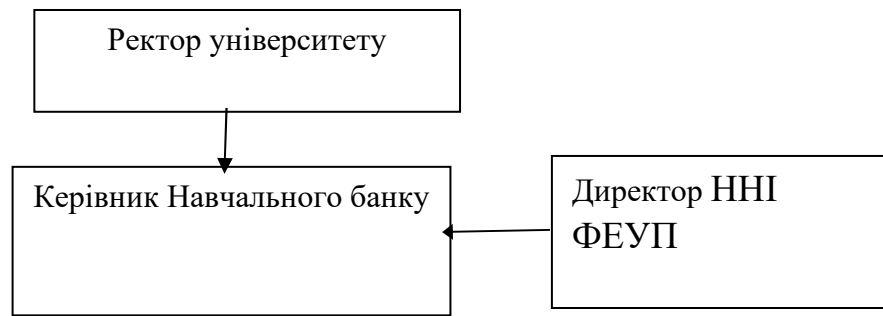 Ректор університету
Керівник Навчального банку
Директор ННІ
ФЕУП